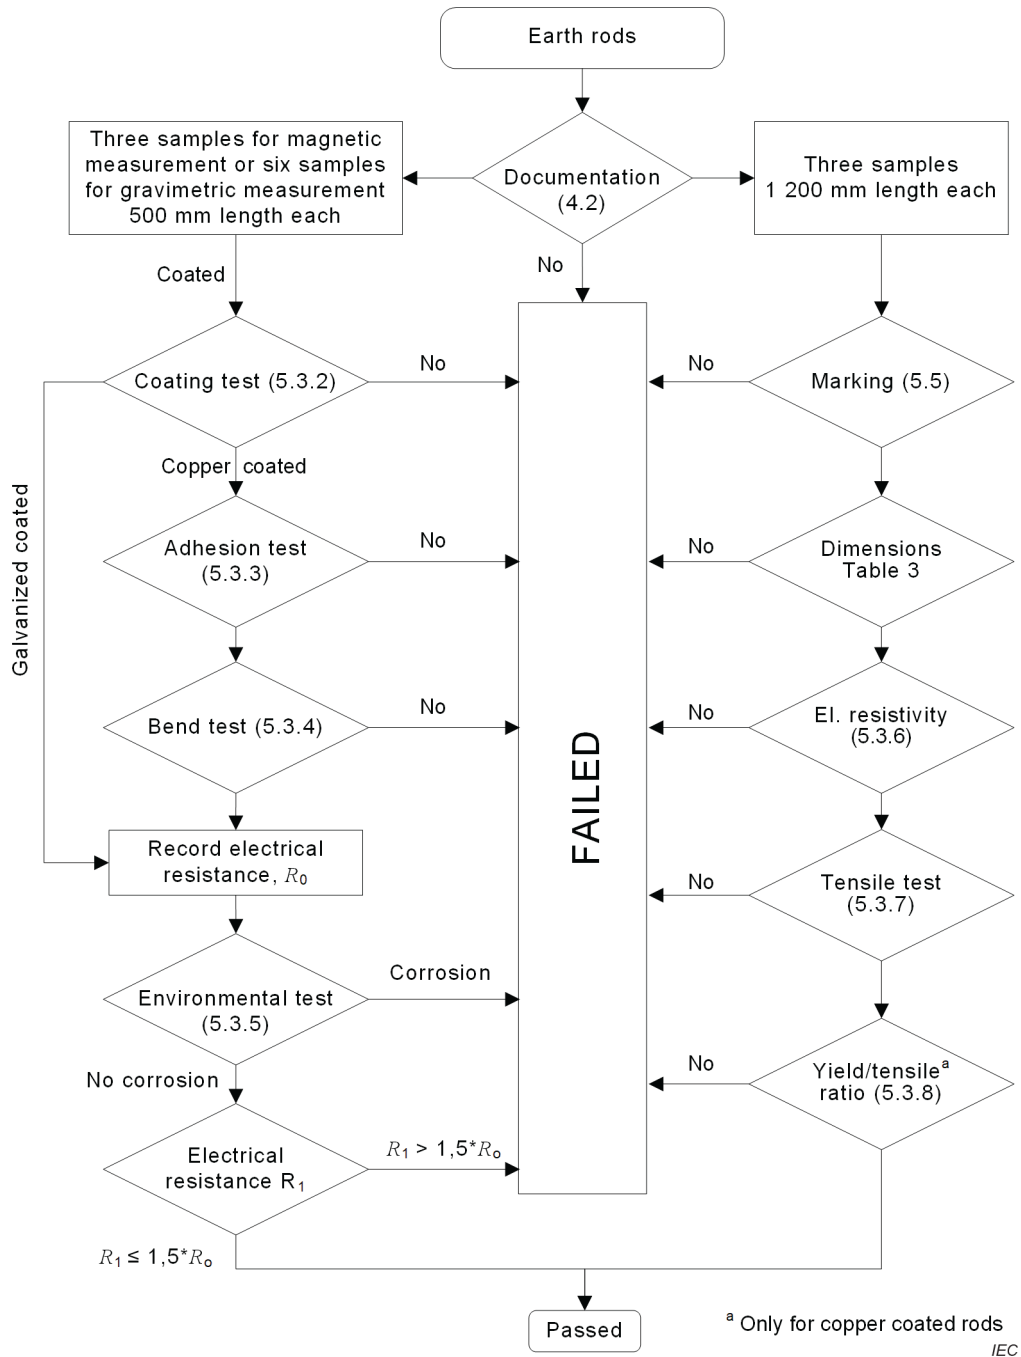 Earth rods
Three samples for magnetic
measurement or six samples
for gravimetric measurement
500 mm length each
Documentation
(4.2)
Three samples
1 200 mm length each
Coated
No
Coating test (5.3.2)
No
No
Marking (5.5)
Copper coated
Galvanized coated
Adhesion test
(5.3.3)
No
No
Dimensions
Table 3
Bend test (5.3.4)
No
No
El. resistivity
(5.3.6)
FAILED
Record electrical
resistance, R0
No
Tensile test
(5.3.7)
Environmental test
(5.3.5)
Corrosion
No corrosion
No
Yield/tensile a
ratio (5.3.8)
Electrical
resistance R1
R1 > 1,5*Ro
R1 ≤ 1,5*Ro
Passed
a Only for copper coated rods
IEC